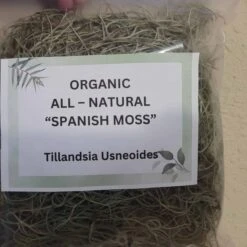 ORGANIC
ALL – NATURAL
“SPANISH MOSS”
Tillandsia Usneoides